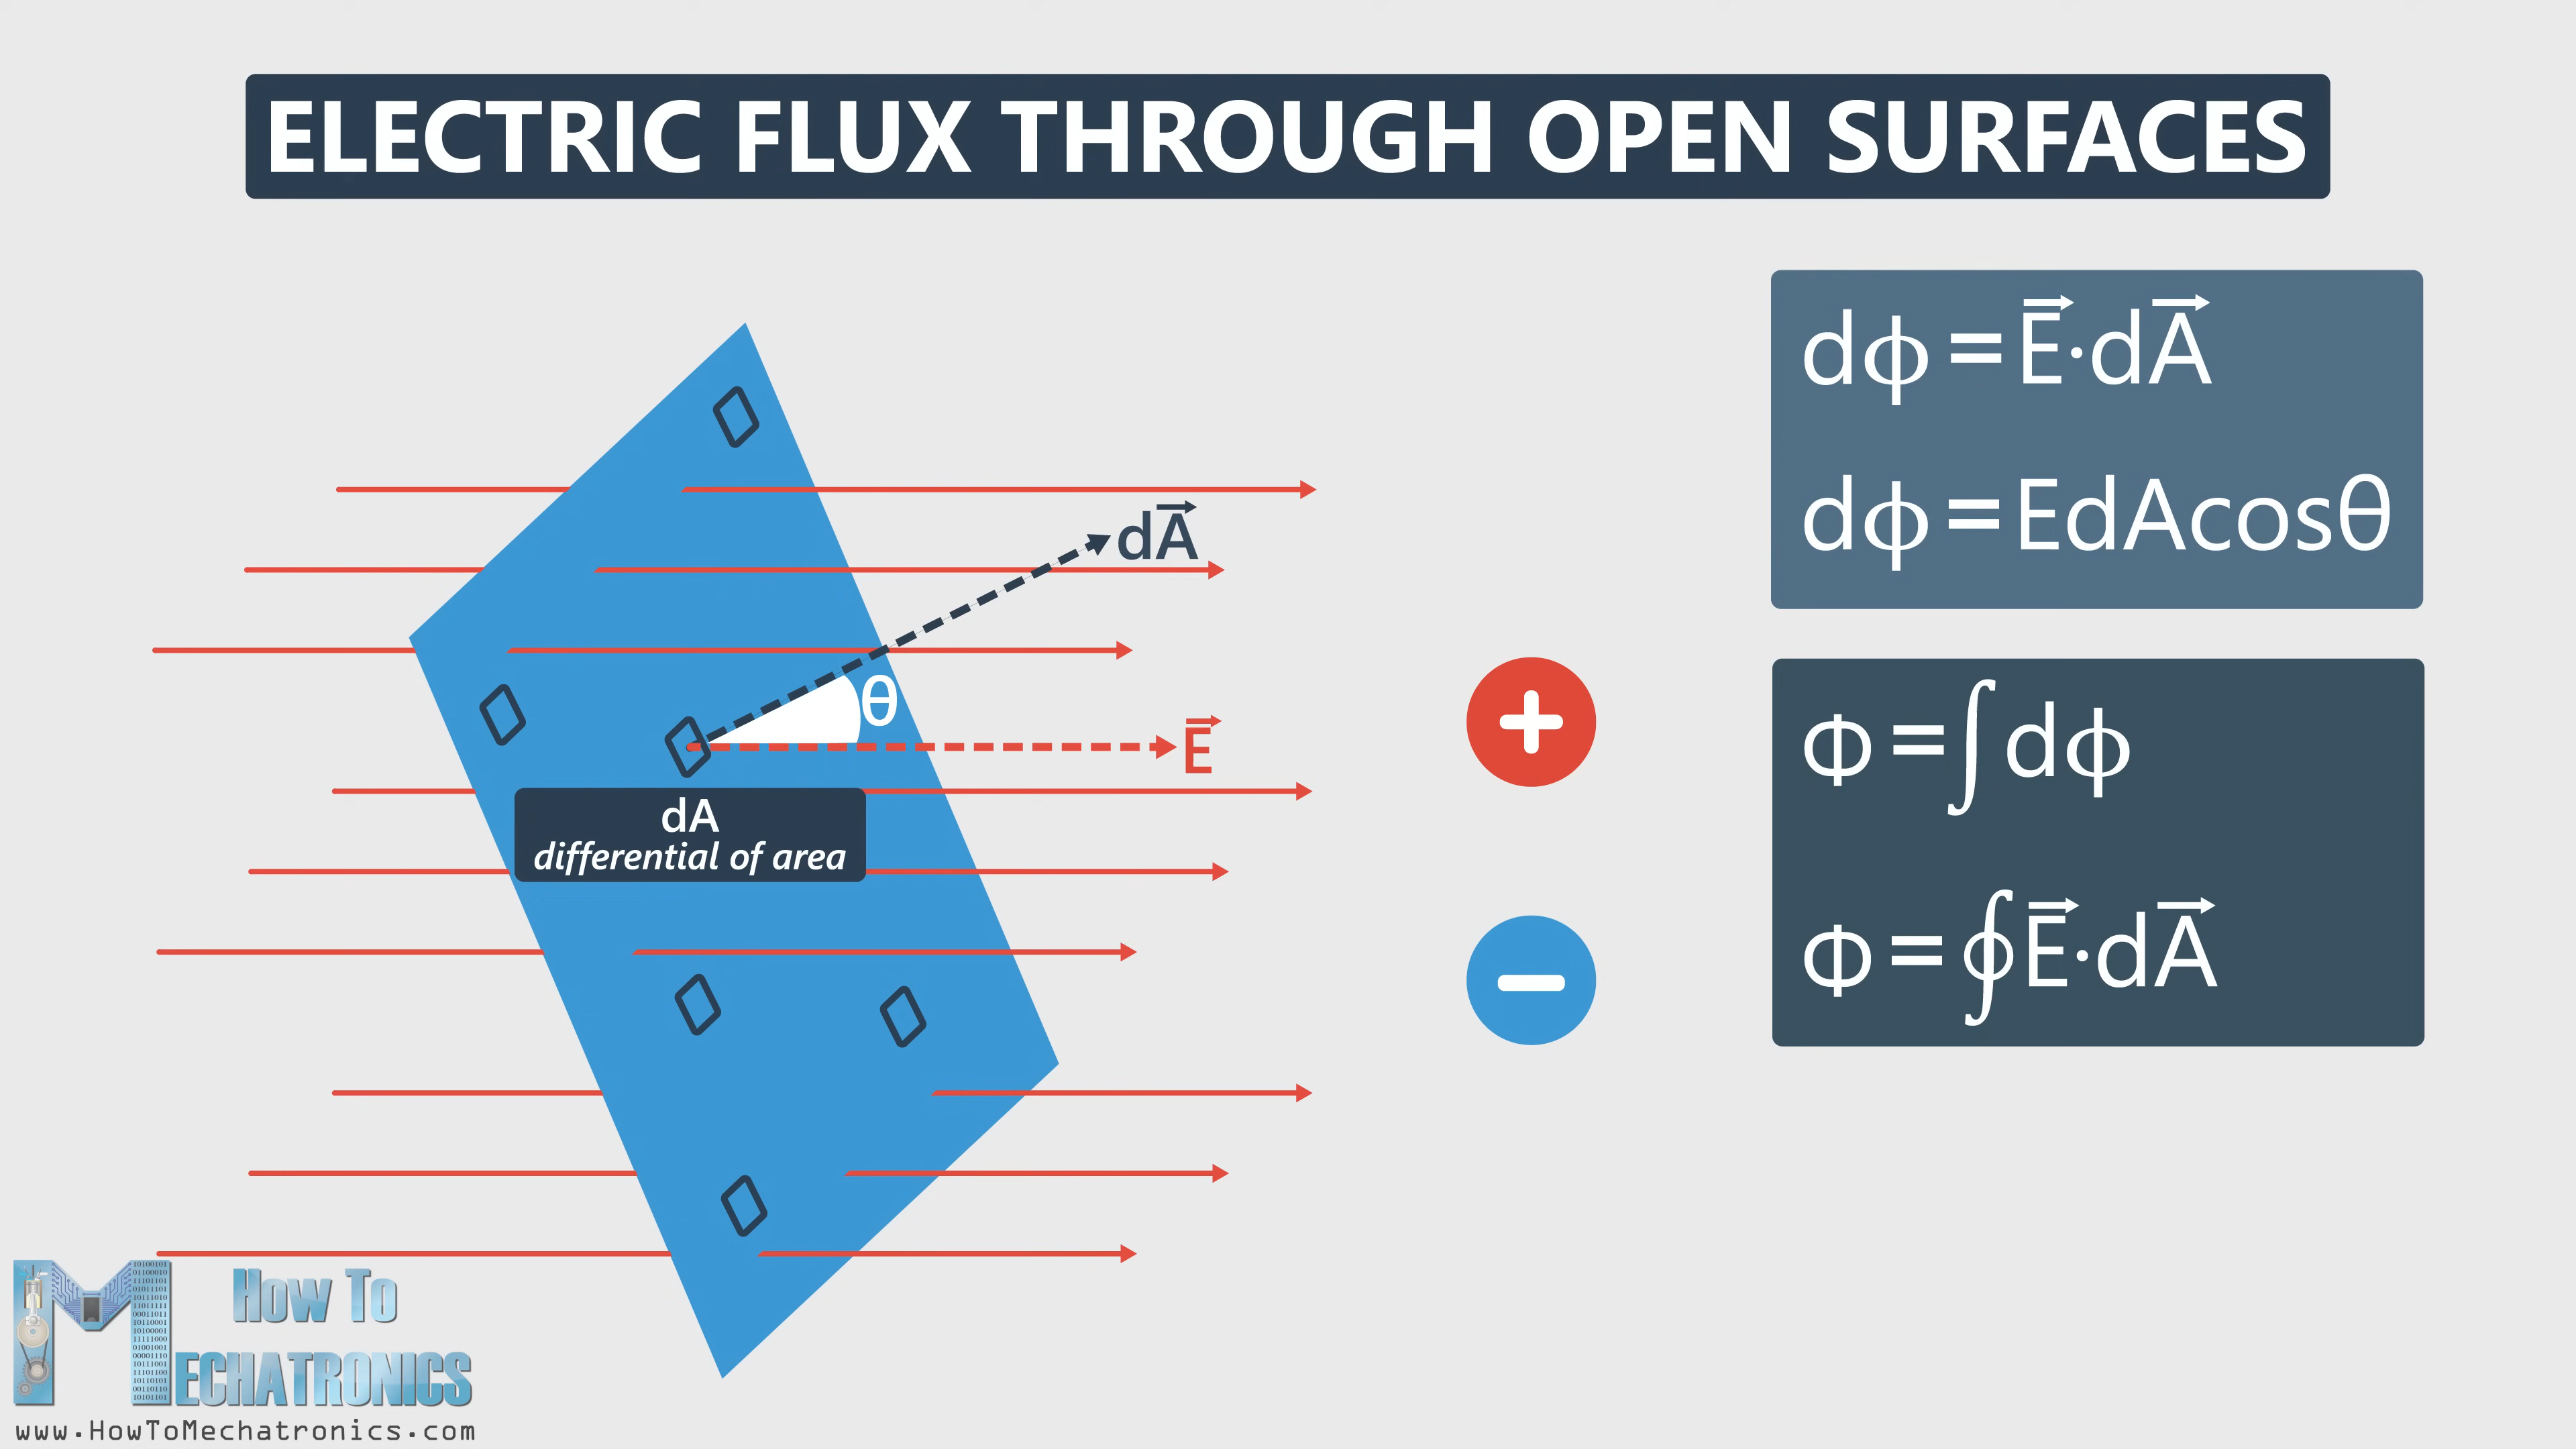 ELECTRIC FLUX THROUGH OPEN SURFACES
dϕ = E⃗·dA⃗
dϕ = EdAcosθ
dA⃗
θ
E⃗
dA
differential of area
+
−
Φ = ∫dϕ
Φ = ∮E⃗·dA⃗
How To
MECHATRONICS
www.HowToMechatronics.com